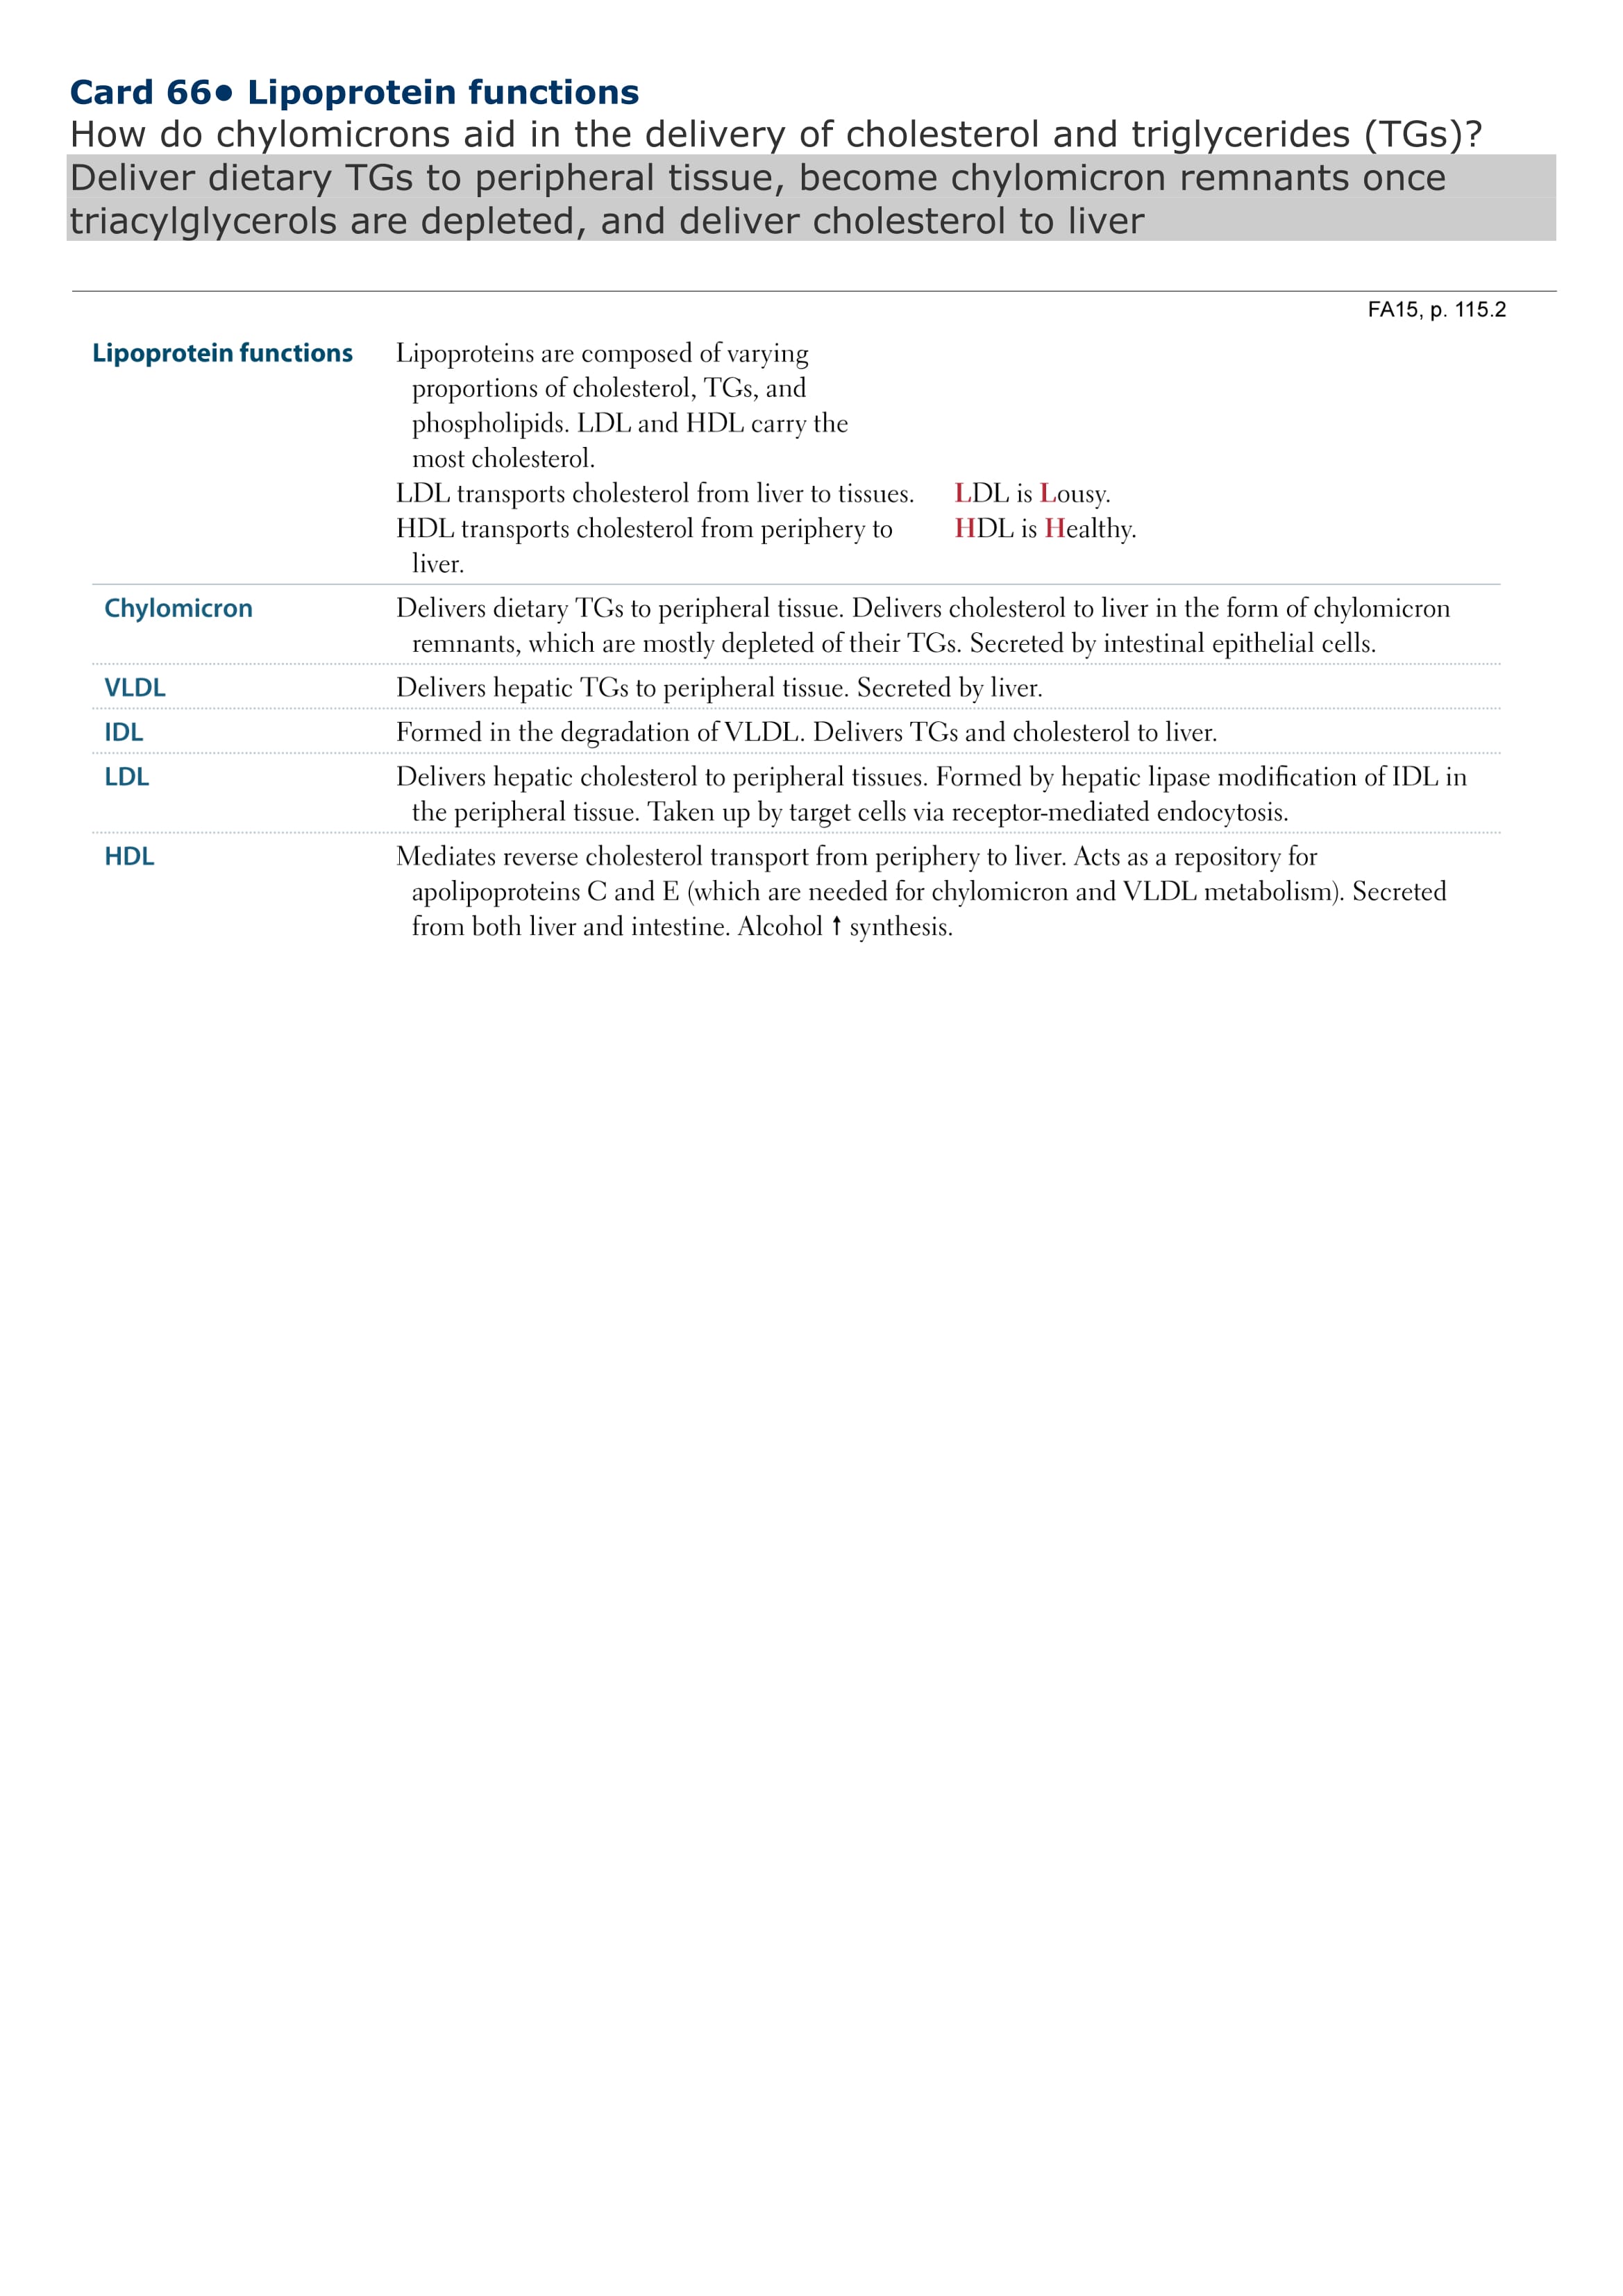 Card 66● Lipoprotein functions
How do chylomicrons aid in the delivery of cholesterol and triglycerides (TGs)?
Deliver dietary TGs to peripheral tissue, become chylomicron remnants once
triacylglycerols are depleted, and deliver cholesterol to liver
FA15, p. 115.2
Lipoprotein functions Lipoproteins are composed of varying
proportions of cholesterol, TGs, and
phospholipids. LDL and HDL carry the
most cholesterol.
LDL transports cholesterol from liver to tissues. LDL is Lousy.
HDL transports cholesterol from periphery to HDL is Healthy.
liver.
Chylomicron Delivers dietary TGs to peripheral tissue. Delivers cholesterol to liver in the form of chylomicron
remnants, which are mostly depleted of their TGs. Secreted by intestinal epithelial cells.
VLDL Delivers hepatic TGs to peripheral tissue. Secreted by liver.
IDL Formed in the degradation of VLDL. Delivers TGs and cholesterol to liver.
LDL Delivers hepatic cholesterol to peripheral tissues. Formed by hepatic lipase modification of IDL in
the peripheral tissue. Taken up by target cells via receptor-mediated endocytosis.
HDL Mediates reverse cholesterol transport from periphery to liver. Acts as a repository for
apolipoproteins C and E (which are needed for chylomicron and VLDL metabolism). Secreted
from both liver and intestine. Alcohol ↑ synthesis.